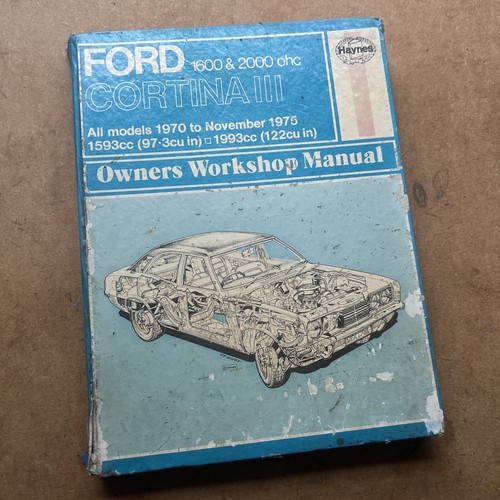 FORD 1600 & 2000 ohc
Haynes
CORTINA III
All models 1970 to November 1975
1593cc (97·3cu in) □ 1993cc (122cu in)
Owners Workshop Manual